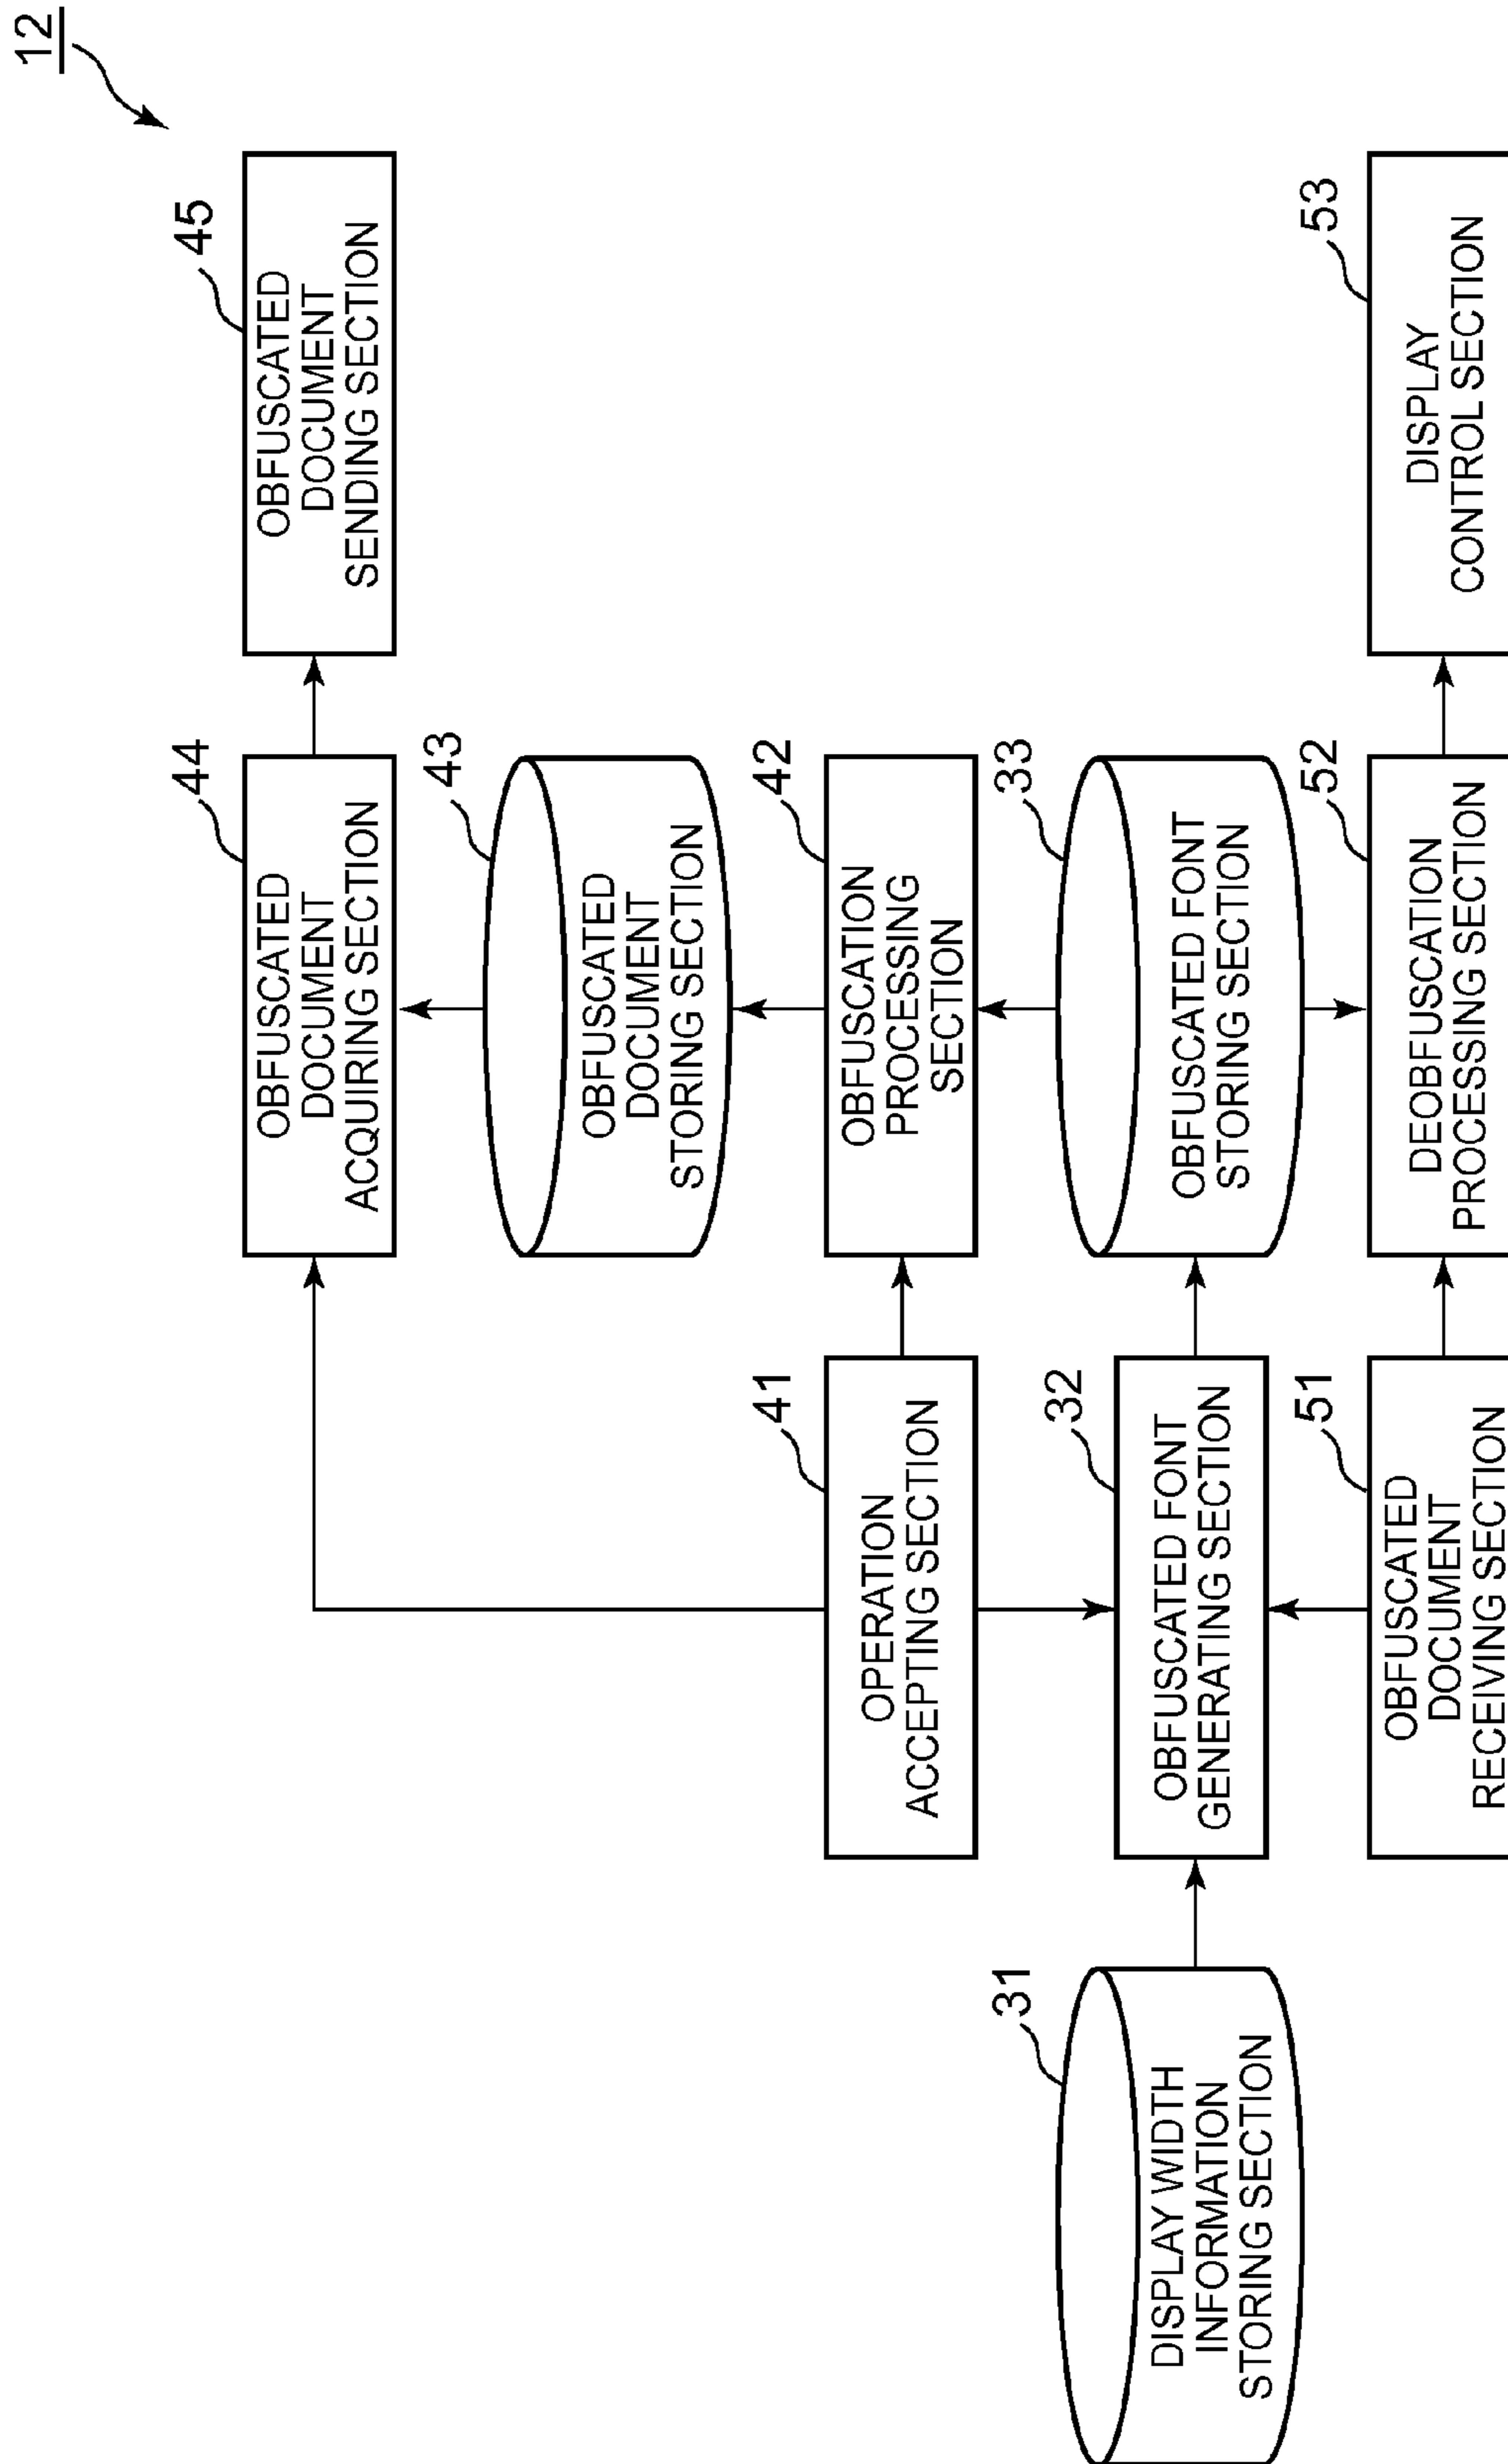 12
45
OBFUSCATED
DOCUMENT
SENDING SECTION
44
OBFUSCATED
DOCUMENT
ACQUIRING SECTION
43
OBFUSCATED
DOCUMENT
STORING SECTION
41
OPERATION
ACCEPTING SECTION
42
OBFUSCATION
PROCESSING
SECTION
31
DISPLAY WIDTH
INFORMATION
STORING SECTION
32
OBFUSCATED FONT
GENERATING SECTION
33
OBFUSCATED FONT
STORING SECTION
51
OBFUSCATED
DOCUMENT
RECEIVING SECTION
52
DEOBFUSCATION
PROCESSING SECTION
53
DISPLAY
CONTROL SECTION